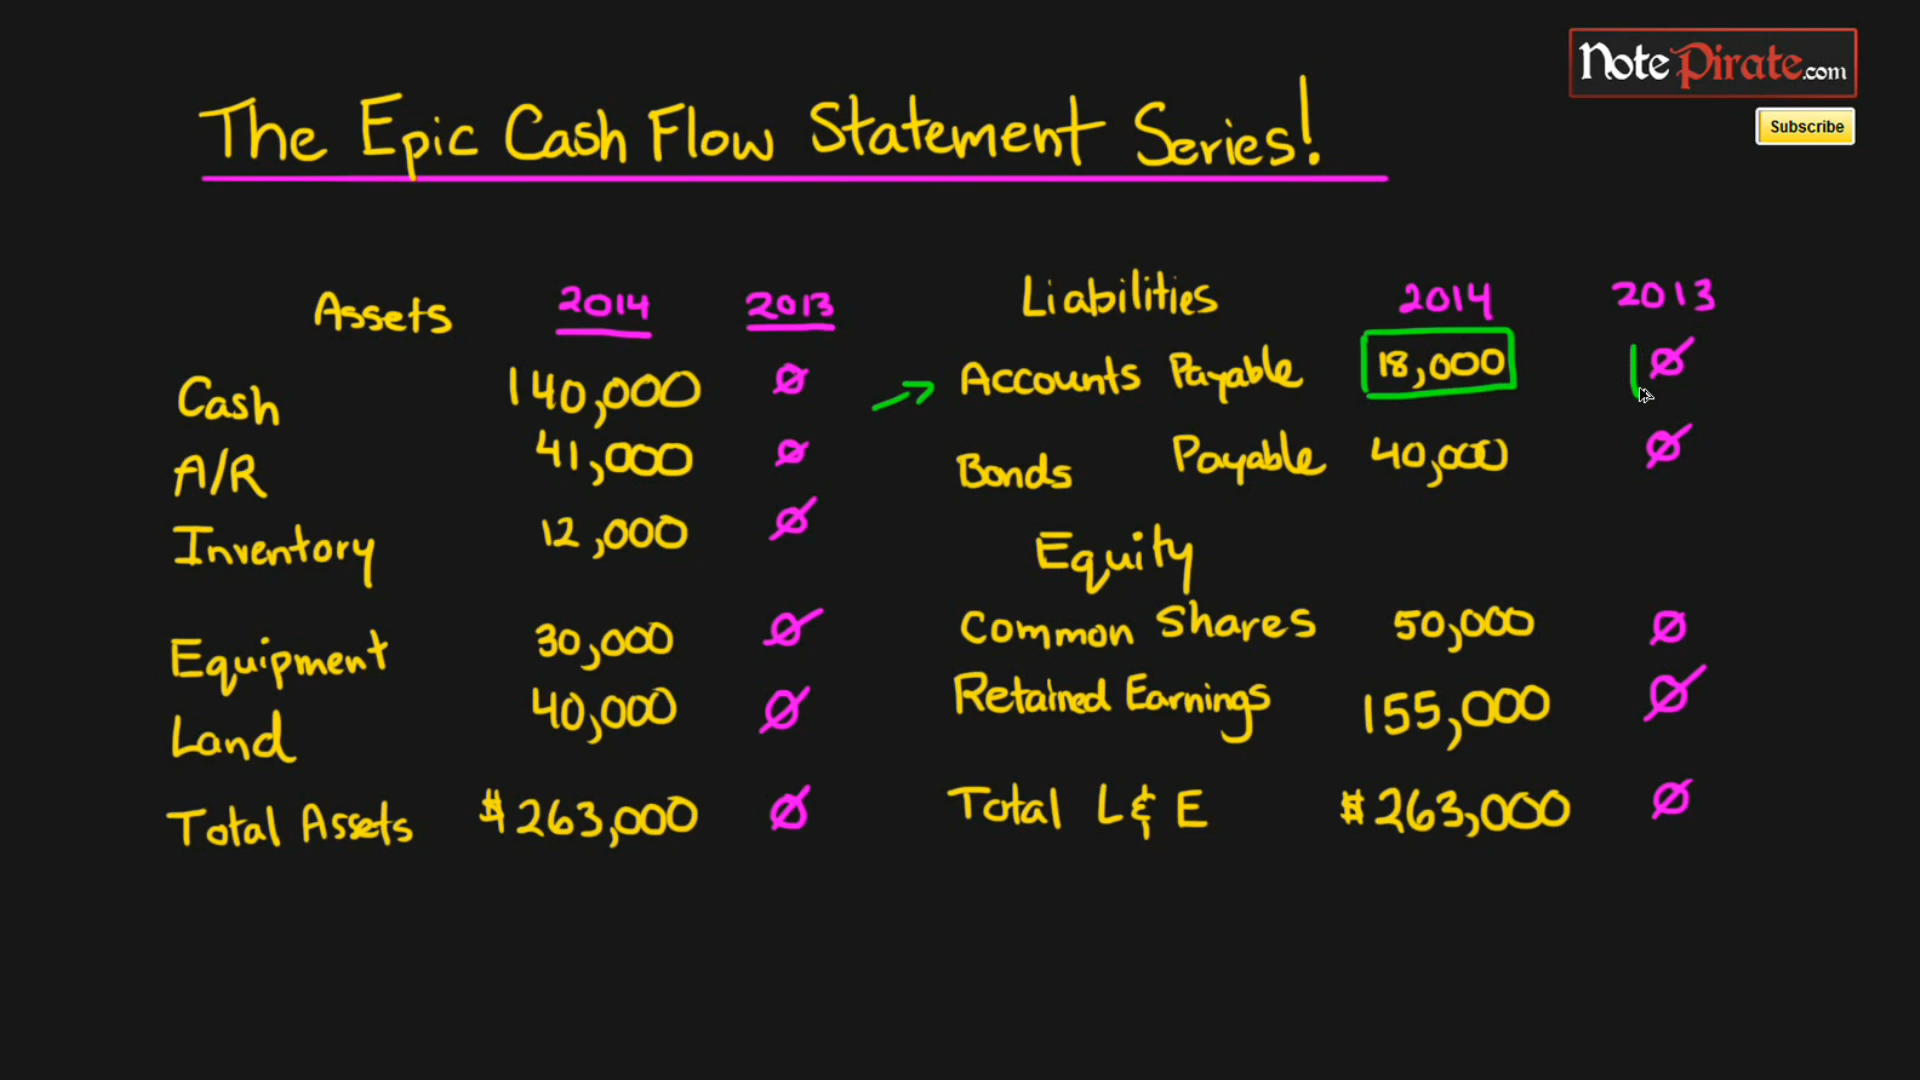 NotePirate.com
Subscribe
The Epic Cash Flow Statement Series!
Assets 2014 2013
Cash 140,000 Ø
A/R 41,000 Ø
Inventory 12,000 Ø
Equipment 30,000 Ø
Land 40,000 Ø
Total Assets $263,000 Ø
Liabilities 2014 2013
Accounts Payable 18,000 Ø
Bonds Payable 40,000 Ø
Equity
Common Shares 50,000 Ø
Retained Earnings 155,000 Ø
Total L & E $263,000 Ø